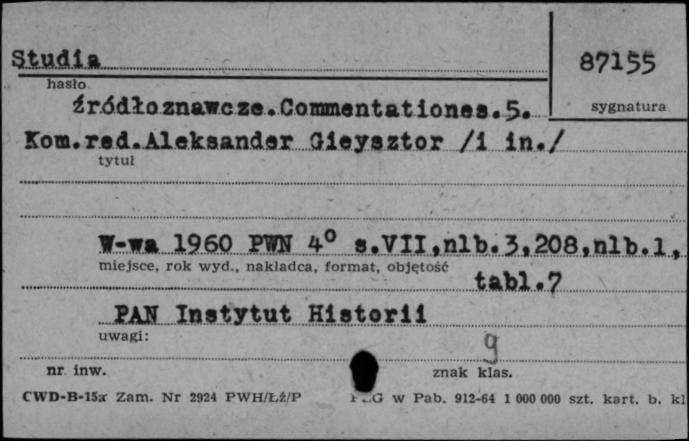 Studia
87155
hasło
sygnatura
źródłoznawcze.Commentationes.5.
Kom.red.Aleksander Gieysztor /i in./
tytuł
W-wa 1960 PWN 4⁰ s.VII,nlb.3,208,nlb.1,
miejsce, rok wyd., nakładca, format, objętość
tabl.7
PAN Instytut Historii
uwagi:
g
nr inw.
znak klas.
CWD-B-15a Zam. Nr 2924 PWH/Łź/P
w Pab. 912-64 1 000 000 szt. kart. b. kl